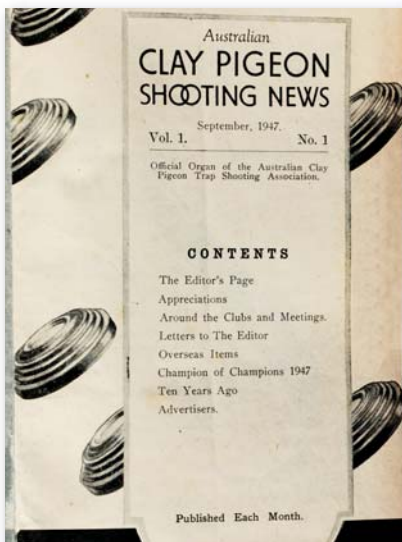 Australian
CLAY PIGEON
SHOOTING NEWS
September, 1947.
Vol. 1. No. 1
Official Organ of the Australian Clay
Pigeon Trap Shooting Association.
CONTENTS
The Editor's Page
Appreciations
Around the Clubs and Meetings.
Letters to The Editor
Overseas Items
Champion of Champions 1947
Ten Years Ago
Advertisers.
Published Each Month.